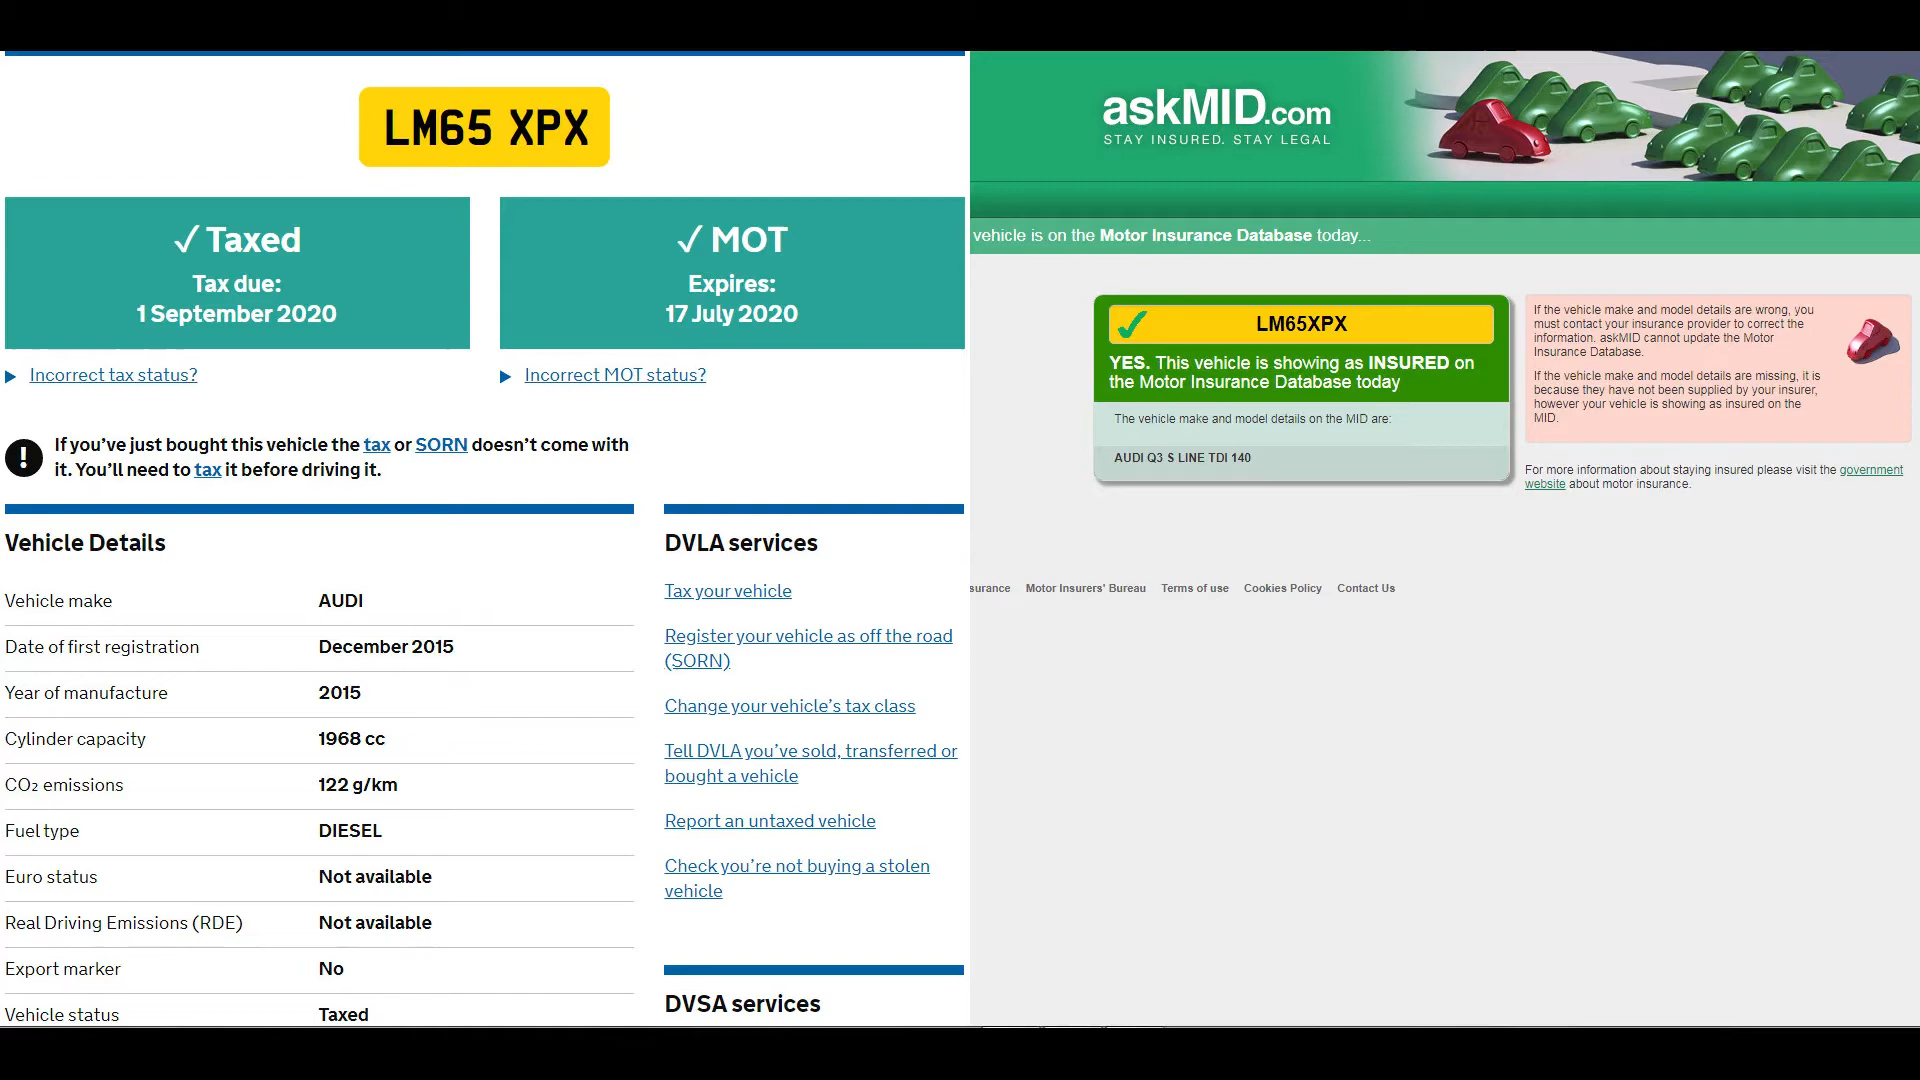 LM65 XPX
✓ Taxed
Tax due:
1 September 2020
✓ MOT
Expires:
17 July 2020
Incorrect tax status?
Incorrect MOT status?
! If you've just bought this vehicle the tax or SORN doesn't come with
it. You'll need to tax it before driving it.
Vehicle Details
Vehicle make AUDI
Date of first registration December 2015
Year of manufacture 2015
Cylinder capacity 1968 cc
CO₂ emissions 122 g/km
Fuel type DIESEL
Euro status Not available
Real Driving Emissions (RDE) Not available
Export marker No
Vehicle status Taxed
DVLA services
Tax your vehicle
Register your vehicle as off the road
(SORN)
Change your vehicle's tax class
Tell DVLA you've sold, transferred or
bought a vehicle
Report an untaxed vehicle
Check you're not buying a stolen
vehicle
DVSA services
askMID.com
STAY INSURED. STAY LEGAL
vehicle is on the Motor Insurance Database today...
LM65XPX
YES. This vehicle is showing as INSURED on
the Motor Insurance Database today
The vehicle make and model details on the MID are:
AUDI Q3 S LINE TDI 140
If the vehicle make and model details are wrong, you
must contact your insurance provider to correct the
information. askMID cannot update the Motor
Insurance Database.
If the vehicle make and model details are missing, it is
because they have not been supplied by your insurer,
however your vehicle is showing as insured on the
MID.
For more information about staying insured please visit the government
website about motor insurance.
surance Motor Insurers' Bureau Terms of use Cookies Policy Contact Us